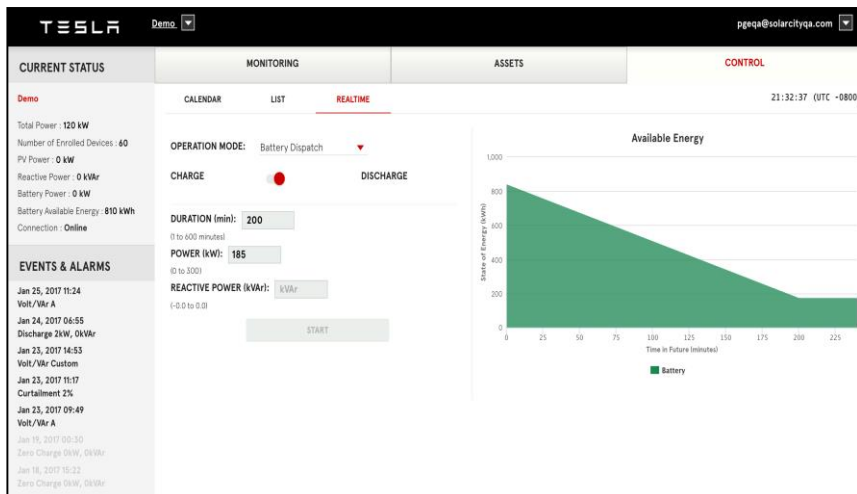 TESLA
Demo
pgeqa@solarcityqa.com
CURRENT STATUS
MONITORING
ASSETS
CONTROL
Demo
Total Power : 120 kW
Number of Enrolled Devices : 60
PV Power : 0 kW
Reactive Power : 0 kVAr
Battery Power : 0 kW
Battery Available Energy : 810 kWh
Connection : Online
EVENTS & ALARMS
Jan 25, 2017 11:24
Volt/VAr A
Jan 24, 2017 06:55
Discharge 2kW, 0kVAr
Jan 23, 2017 14:53
Volt/VAr Custom
Jan 23, 2017 11:17
Curtailment 2%
Jan 23, 2017 09:49
Volt/VAr A
Jan 19, 2017 00:30
Zero Charge 0kW, 0kVAr
Jan 18, 2017 15:22
Zero Charge 0kW, 0kVAr
CALENDAR
LIST
REALTIME
21:32:37 (UTC -0800
OPERATION MODE: Battery Dispatch
CHARGE
DISCHARGE
DURATION (min): 200
(1 to 600 minutes)
POWER (kW): 185
(0 to 300)
REACTIVE POWER (kVAr): kVAr
(-0.0 to 0.0)
START
Available Energy
State of Energy (kWh)
1,000
800
600
400
200
0
0 25 50 75 100 125 150 175 200 225
Time in Future (minutes)
Battery